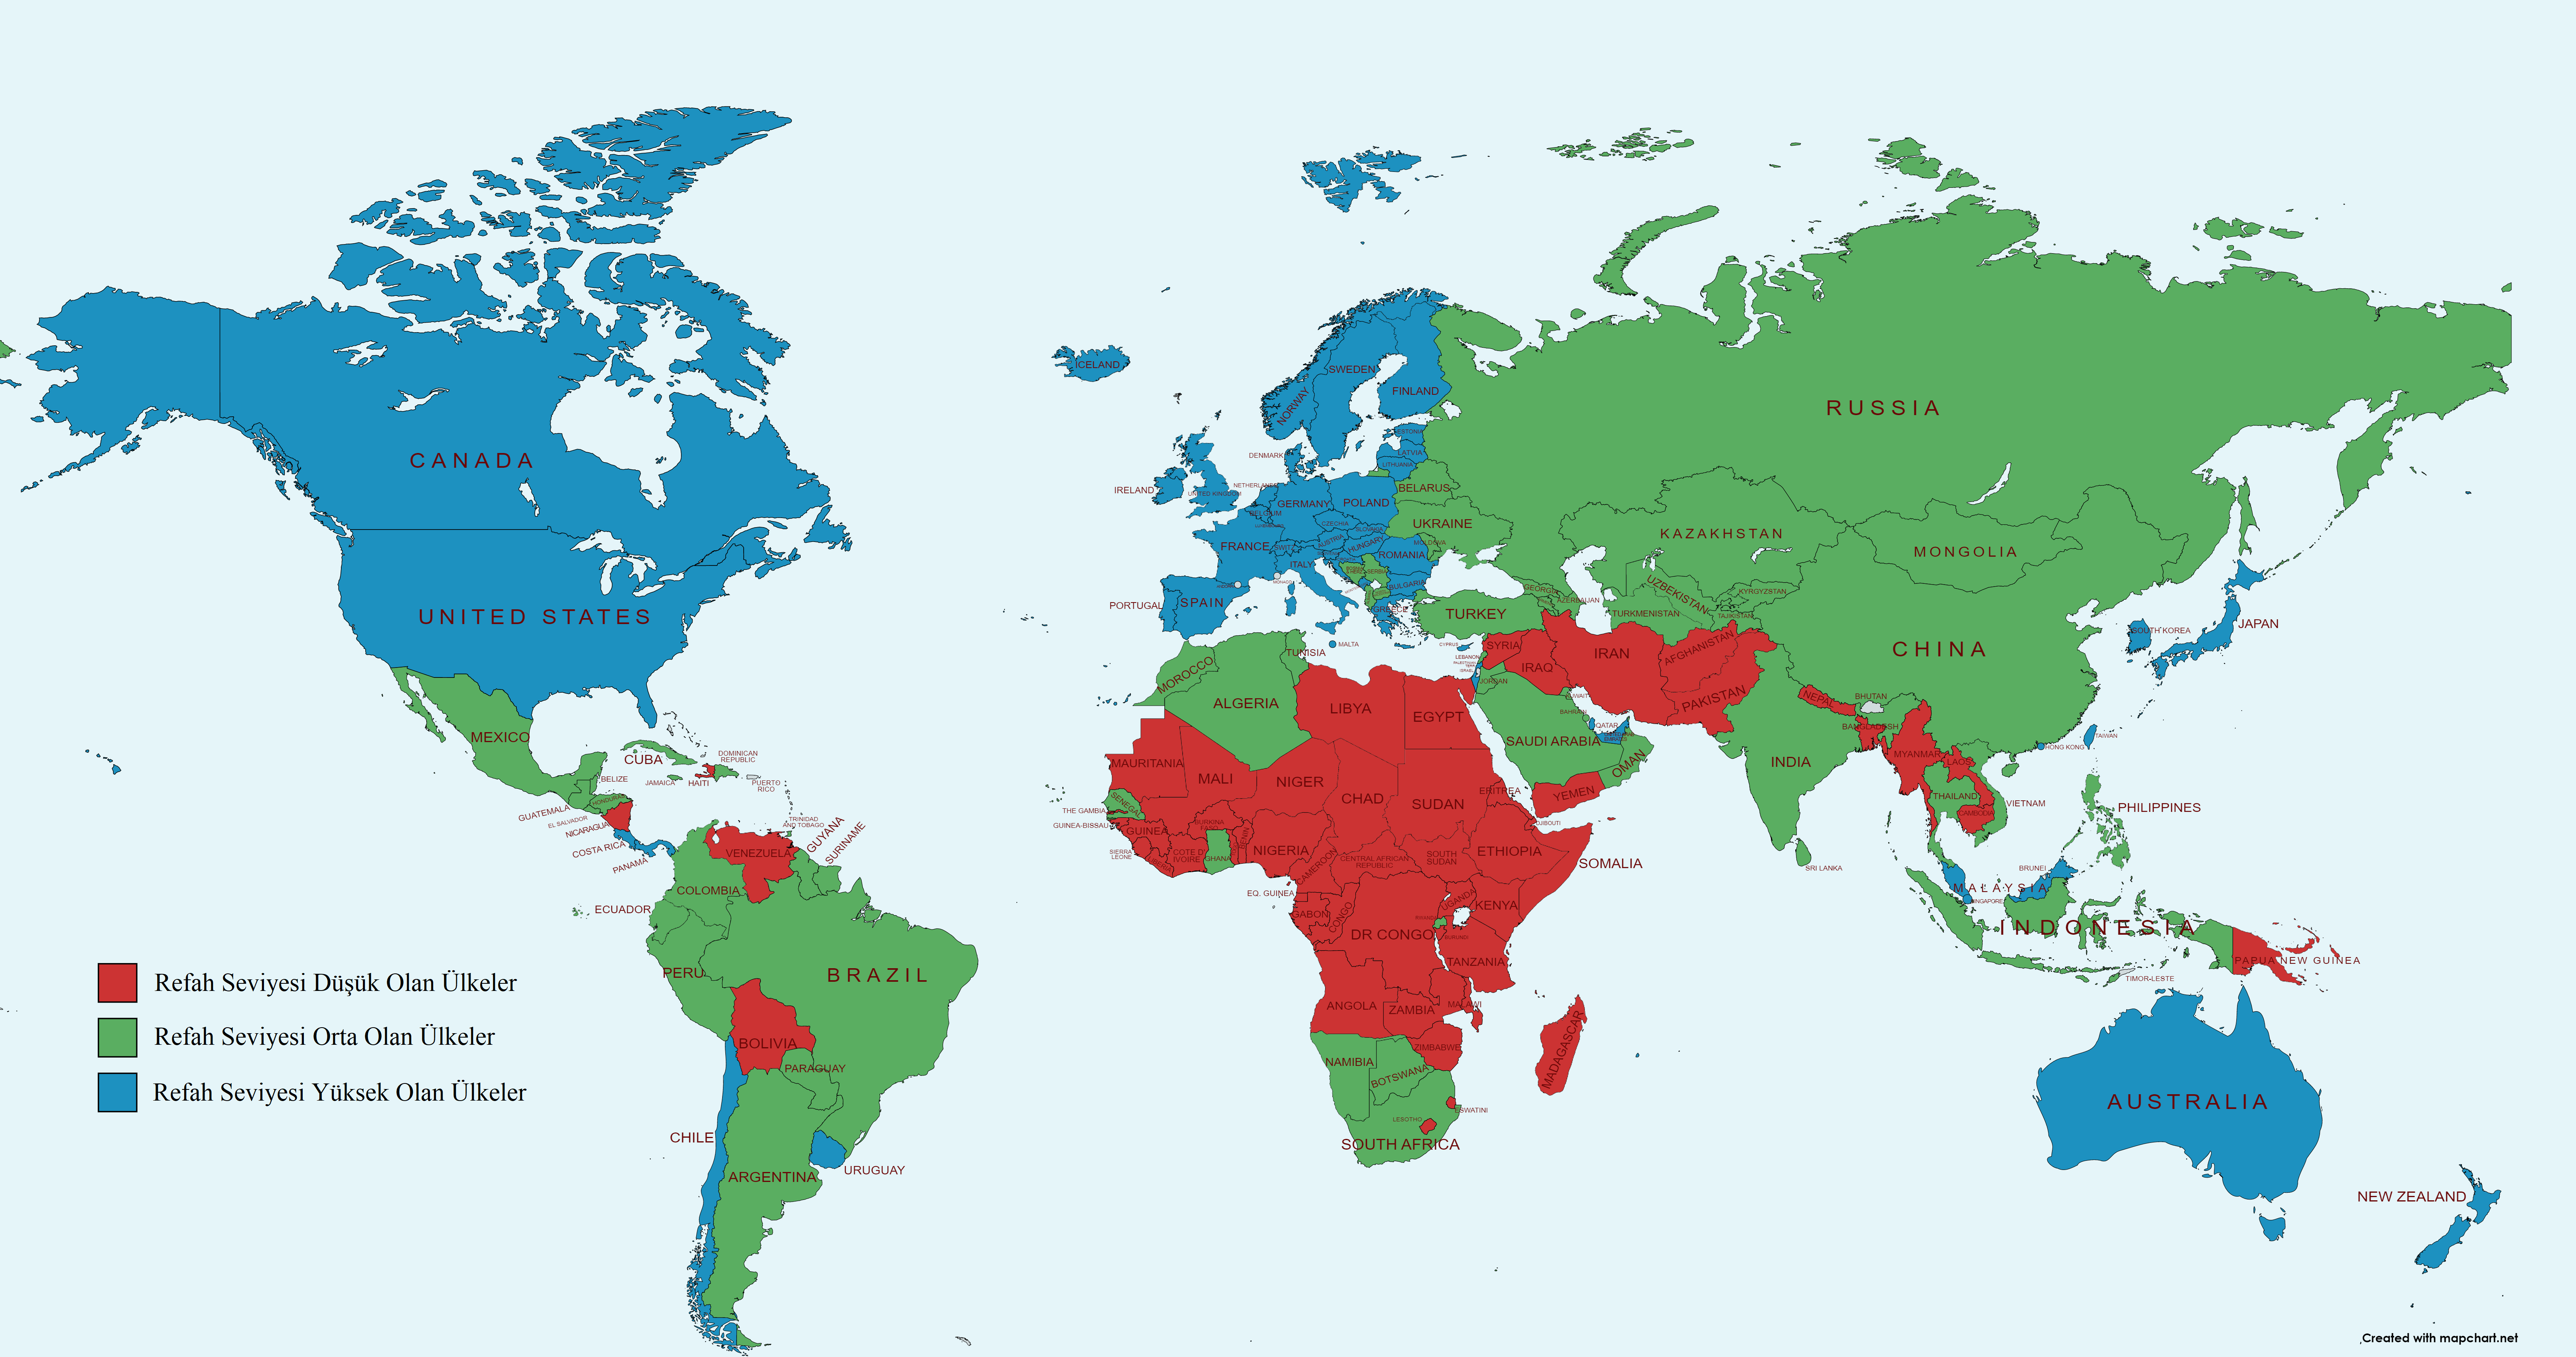 CANADA
UNITED STATES
MEXICO
CUBA
DOMINICAN
REPUBLIC
JAMAICA
HAITI
PUERTO
RICO
BELIZE
GUATEMALA
HONDURAS
EL SALVADOR
NICARAGUA
COSTA RICA
PANAMA
TRINIDAD
AND TOBAGO
VENEZUELA
GUYANA
SURINAME
COLOMBIA
ECUADOR
PERU
BRAZIL
BOLIVIA
PARAGUAY
CHILE
ARGENTINA
URUGUAY
ICELAND
NORWAY
SWEDEN
FINLAND
ESTONIA
LATVIA
LITHUANIA
DENMARK
IRELAND
UNITED KINGDOM
NETHERLANDS
BELGIUM
GERMANY
POLAND
BELARUS
UKRAINE
CZECHIA
SLOVAKIA
AUSTRIA
HUNGARY
MOLDOVA
ROMANIA
FRANCE
SWIT.
ITALY
MONACO
SERBIA
BULGARIA
GREECE
PORTUGAL
SPAIN
MALTA
CYPRUS
TURKEY
GEORGIA
AZERBAIJAN
RUSSIA
KAZAKHSTAN
MONGOLIA
UZBEKISTAN
KYRGYZSTAN
TURKMENISTAN
TAJIKISTAN
CHINA
SOUTH KOREA
JAPAN
SYRIA
LEBANON
ISRAEL
JORDAN
IRAQ
IRAN
AFGHANISTAN
PAKISTAN
KUWAIT
BAHRAIN
QATAR
SAUDI ARABIA
OMAN
YEMEN
NEPAL
BHUTAN
BANGLADESH
INDIA
SRI LANKA
MYANMAR
LAOS
THAILAND
CAMBODIA
VIETNAM
HONG KONG
TAIWAN
PHILIPPINES
BRUNEI
MALAYSIA
SINGAPORE
INDONESIA
TIMOR-LESTE
PAPUA NEW GUINEA
AUSTRALIA
NEW ZEALAND
MOROCCO
ALGERIA
TUNISIA
LIBYA
EGYPT
MAURITANIA
MALI
NIGER
CHAD
SUDAN
ERITREA
DJIBOUTI
SENEGAL
THE GAMBIA
GUINEA-BISSAU
GUINEA
SIERRA
LEONE
LIBERIA
COTE D'
IVOIRE
BURKINA
FASO
GHANA
BENIN
NIGERIA
CAMEROON
CENTRAL AFRICAN
REPUBLIC
SOUTH
SUDAN
ETHIOPIA
SOMALIA
EQ. GUINEA
GABON
CONGO
DR CONGO
UGANDA
KENYA
RWANDA
BURUNDI
TANZANIA
ANGOLA
ZAMBIA
MALAWI
ZIMBABWE
MADAGASCAR
NAMIBIA
BOTSWANA
ESWATINI
LESOTHO
SOUTH AFRICA
Refah Seviyesi Düşük Olan Ülkeler
Refah Seviyesi Orta Olan Ülkeler
Refah Seviyesi Yüksek Olan Ülkeler
Created with mapchart.net